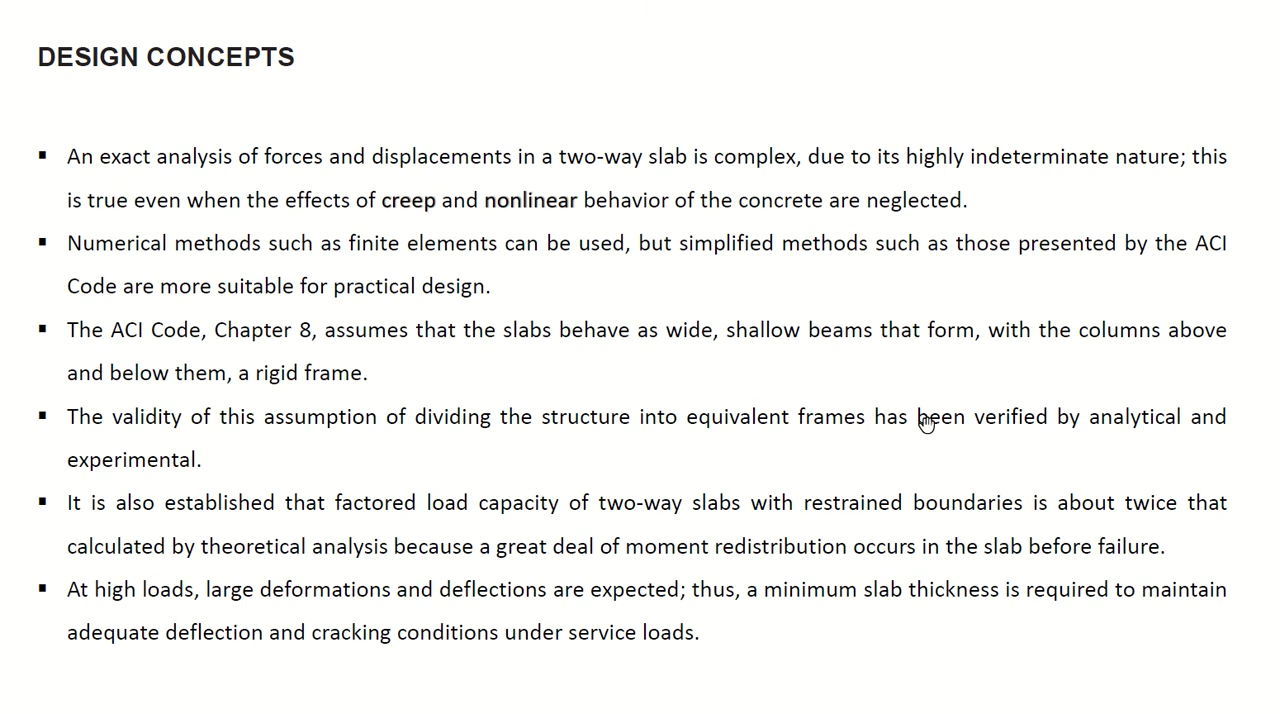 DESIGN CONCEPTS
▪ An exact analysis of forces and displacements in a two-way slab is complex, due to its highly indeterminate nature; this
is true even when the effects of creep and nonlinear behavior of the concrete are neglected.
▪ Numerical methods such as finite elements can be used, but simplified methods such as those presented by the ACI
Code are more suitable for practical design.
▪ The ACI Code, Chapter 8, assumes that the slabs behave as wide, shallow beams that form, with the columns above
and below them, a rigid frame.
▪ The validity of this assumption of dividing the structure into equivalent frames has been verified by analytical and
experimental.
▪ It is also established that factored load capacity of two-way slabs with restrained boundaries is about twice that
calculated by theoretical analysis because a great deal of moment redistribution occurs in the slab before failure.
▪ At high loads, large deformations and deflections are expected; thus, a minimum slab thickness is required to maintain
adequate deflection and cracking conditions under service loads.